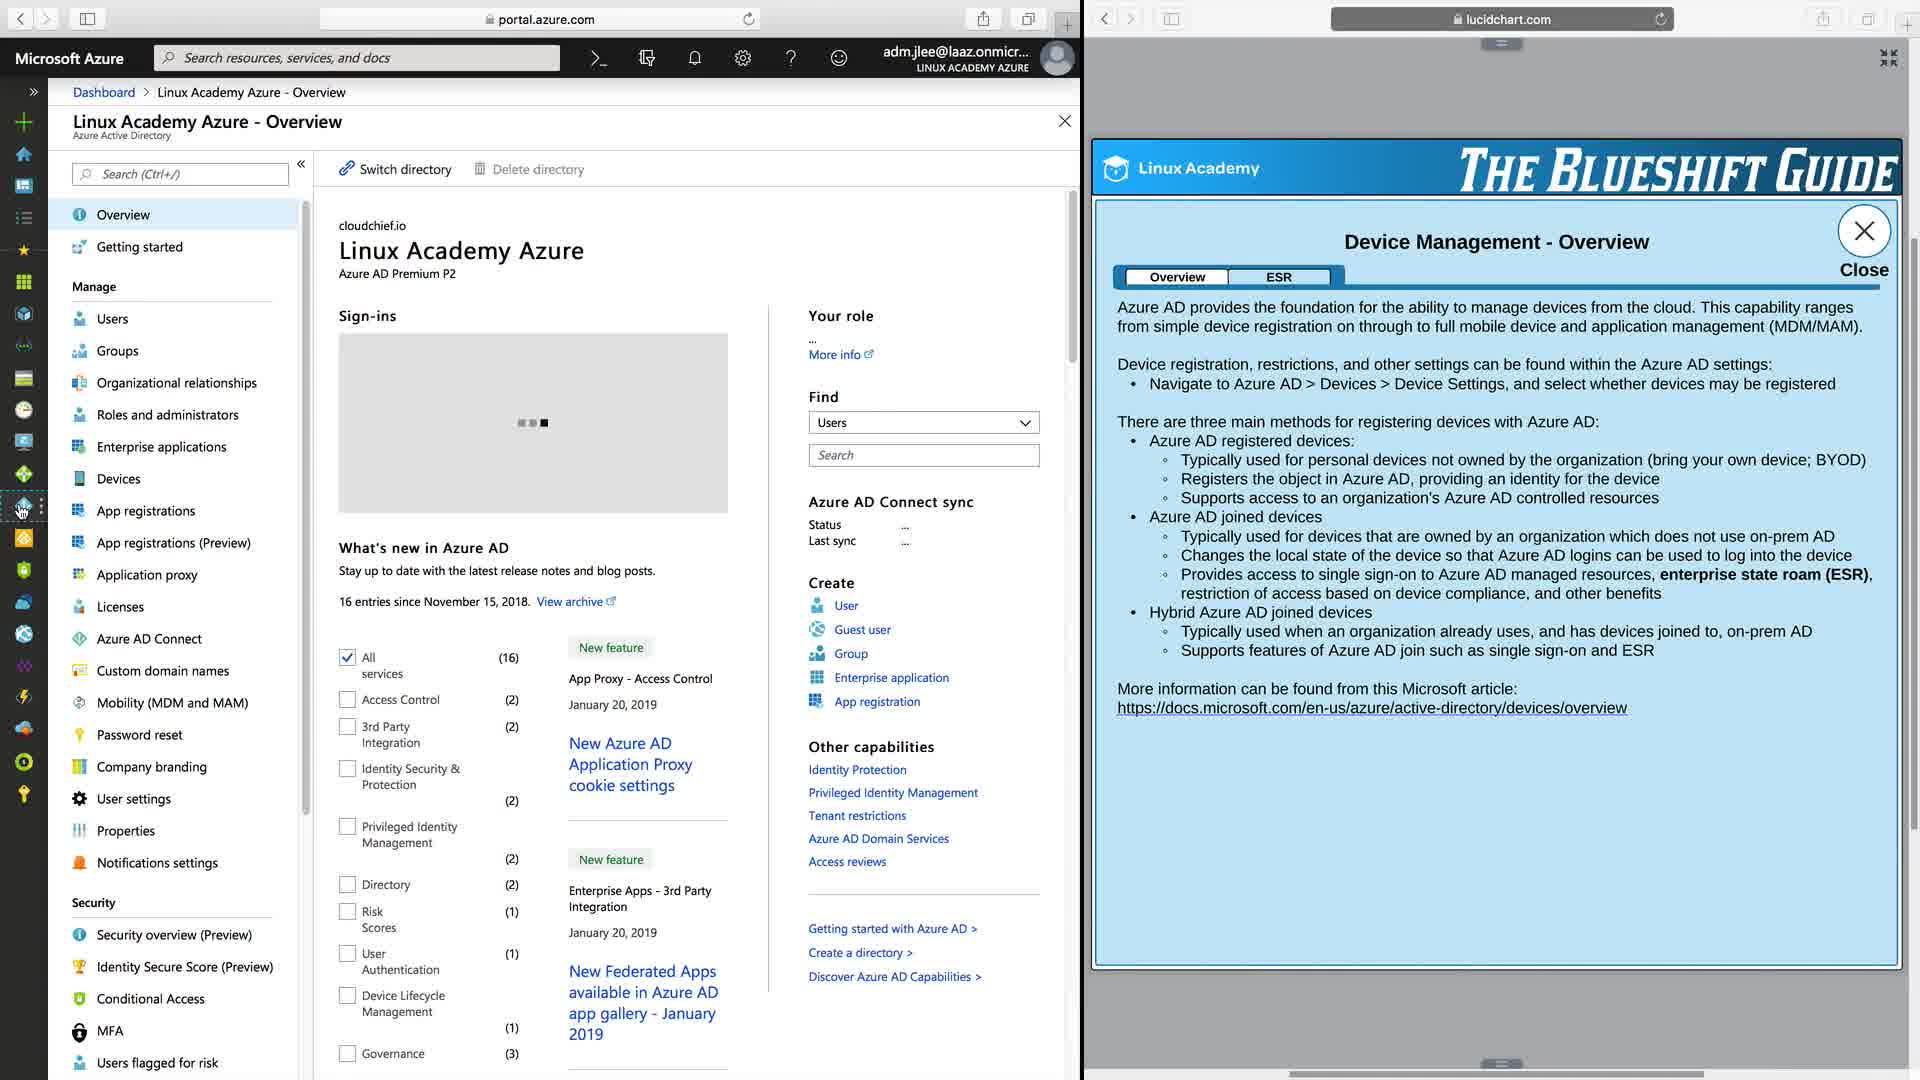 portal.azure.com
Microsoft Azure
Search resources, services, and docs
adm.jlee@laaz.onmicr...
LINUX ACADEMY AZURE
Dashboard > Linux Academy Azure - Overview
Linux Academy Azure - Overview
Azure Active Directory
Search (Ctrl+/)
Overview
Getting started
Manage
Users
Groups
Organizational relationships
Roles and administrators
Enterprise applications
Devices
App registrations
App registrations (Preview)
Application proxy
Licenses
Azure AD Connect
Custom domain names
Mobility (MDM and MAM)
Password reset
Company branding
User settings
Properties
Notifications settings
Security
Security overview (Preview)
Identity Secure Score (Preview)
Conditional Access
MFA
Users flagged for risk
Switch directory
Delete directory
cloudchief.io
Linux Academy Azure
Azure AD Premium P2
Sign-ins
What's new in Azure AD
Stay up to date with the latest release notes and blog posts.
16 entries since November 15, 2018. View archive
All services (16)
Access Control (2)
3rd Party Integration (2)
Identity Security & Protection (2)
Privileged Identity Management (2)
Directory (2)
Risk Scores (1)
User Authentication (1)
Device Lifecycle Management (1)
Governance (3)
New feature
App Proxy - Access Control
January 20, 2019
New Azure AD
Application Proxy
cookie settings
New feature
Enterprise Apps - 3rd Party
Integration
January 20, 2019
New Federated Apps
available in Azure AD
app gallery - January
2019
Your role
...
More info
Find
Users
Search
Azure AD Connect sync
Status ...
Last sync ...
Create
User
Guest user
Group
Enterprise application
App registration
Other capabilities
Identity Protection
Privileged Identity Management
Tenant restrictions
Azure AD Domain Services
Access reviews
Getting started with Azure AD >
Create a directory >
Discover Azure AD Capabilities >
lucidchart.com
Linux Academy
THE BLUESHIFT GUIDE
Device Management - Overview
Close
Overview
ESR
Azure AD provides the foundation for the ability to manage devices from the cloud. This capability ranges
from simple device registration on through to full mobile device and application management (MDM/MAM).
Device registration, restrictions, and other settings can be found within the Azure AD settings:
• Navigate to Azure AD > Devices > Device Settings, and select whether devices may be registered
There are three main methods for registering devices with Azure AD:
• Azure AD registered devices:
◦ Typically used for personal devices not owned by the organization (bring your own device; BYOD)
◦ Registers the object in Azure AD, providing an identity for the device
◦ Supports access to an organization's Azure AD controlled resources
• Azure AD joined devices
◦ Typically used for devices that are owned by an organization which does not use on-prem AD
◦ Changes the local state of the device so that Azure AD logins can be used to log into the device
◦ Provides access to single sign-on to Azure AD managed resources, enterprise state roam (ESR),
restriction of access based on device compliance, and other benefits
• Hybrid Azure AD joined devices
◦ Typically used when an organization already uses, and has devices joined to, on-prem AD
◦ Supports features of Azure AD join such as single sign-on and ESR
More information can be found from this Microsoft article:
https://docs.microsoft.com/en-us/azure/active-directory/devices/overview